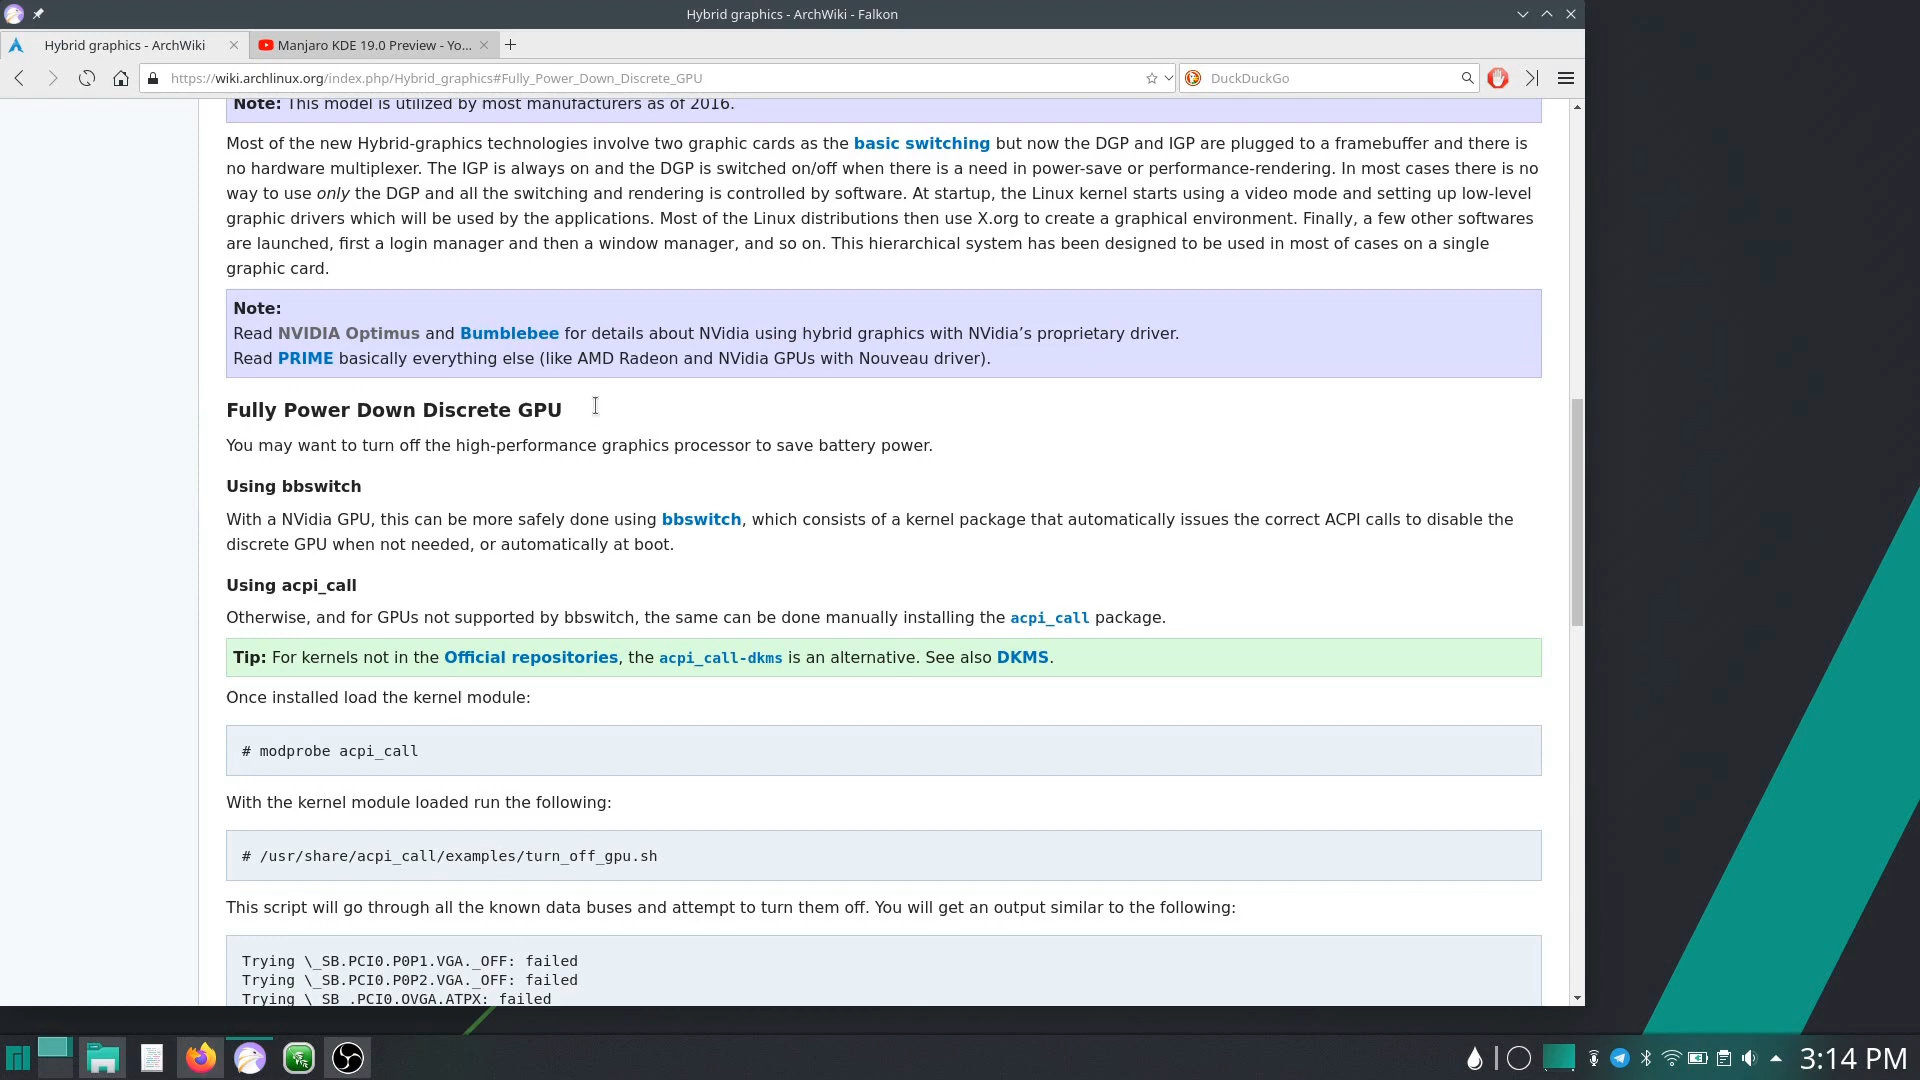 Hybrid graphics - ArchWiki - Falkon
Hybrid graphics - ArchWiki
Manjaro KDE 19.0 Preview - Yo...
https://wiki.archlinux.org/index.php/Hybrid_graphics#Fully_Power_Down_Discrete_GPU
DuckDuckGo
Note: This model is utilized by most manufacturers as of 2016.
Most of the new Hybrid-graphics technologies involve two graphic cards as the basic switching but now the DGP and IGP are plugged to a framebuffer and there is
no hardware multiplexer. The IGP is always on and the DGP is switched on/off when there is a need in power-save or performance-rendering. In most cases there is no
way to use only the DGP and all the switching and rendering is controlled by software. At startup, the Linux kernel starts using a video mode and setting up low-level
graphic drivers which will be used by the applications. Most of the Linux distributions then use X.org to create a graphical environment. Finally, a few other softwares
are launched, first a login manager and then a window manager, and so on. This hierarchical system has been designed to be used in most of cases on a single
graphic card.
Note:
Read NVIDIA Optimus and Bumblebee for details about NVidia using hybrid graphics with NVidia’s proprietary driver.
Read PRIME basically everything else (like AMD Radeon and NVidia GPUs with Nouveau driver).
Fully Power Down Discrete GPU
You may want to turn off the high-performance graphics processor to save battery power.
Using bbswitch
With a NVidia GPU, this can be more safely done using bbswitch, which consists of a kernel package that automatically issues the correct ACPI calls to disable the
discrete GPU when not needed, or automatically at boot.
Using acpi_call
Otherwise, and for GPUs not supported by bbswitch, the same can be done manually installing the acpi_call package.
Tip: For kernels not in the Official repositories, the acpi_call-dkms is an alternative. See also DKMS.
Once installed load the kernel module:
# modprobe acpi_call
With the kernel module loaded run the following:
# /usr/share/acpi_call/examples/turn_off_gpu.sh
This script will go through all the known data buses and attempt to turn them off. You will get an output similar to the following:
Trying \_SB.PCI0.P0P1.VGA._OFF: failed
Trying \_SB.PCI0.P0P2.VGA._OFF: failed
Trying \_SB_.PCI0.OVGA.ATPX: failed
3:14 PM